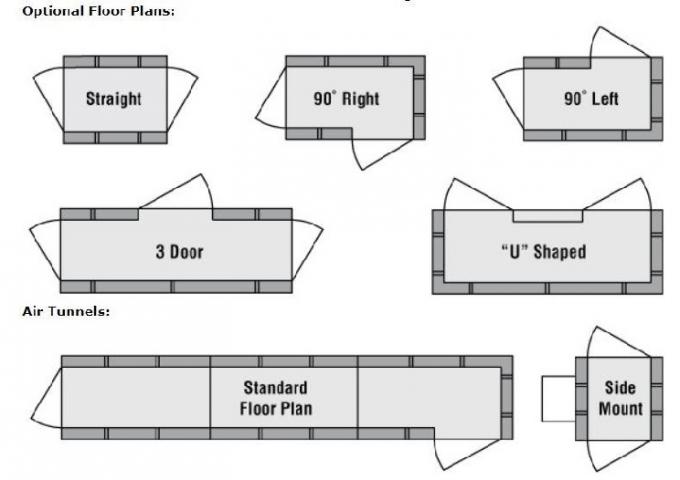 Optional Floor Plans:
Straight
90° Right
90° Left
3 Door
"U" Shaped
Air Tunnels:
Standard
Floor Plan
Side
Mount